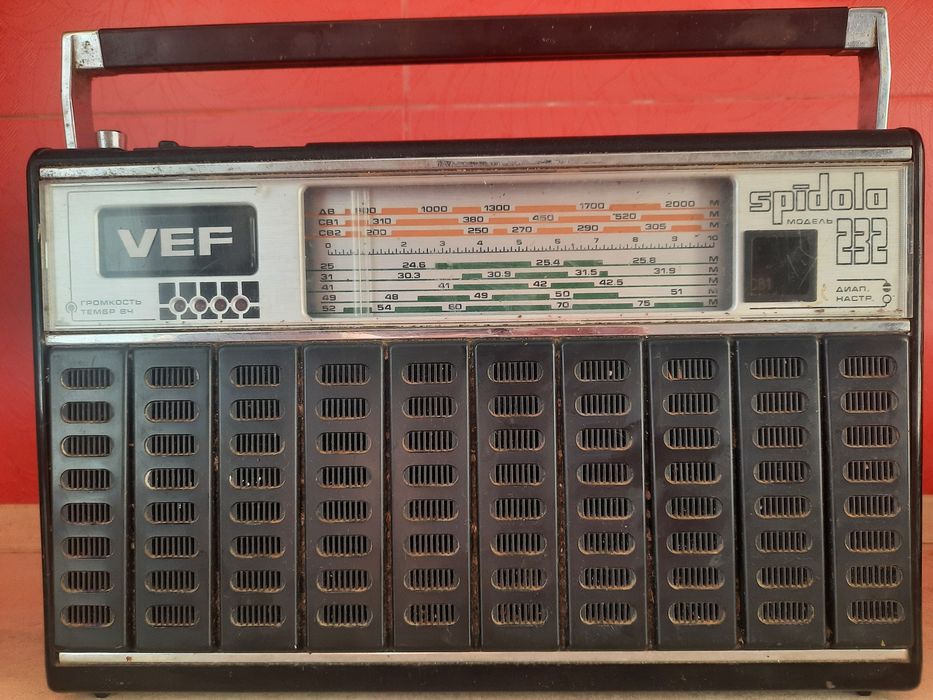 VEF
ГРОМКОСТЬ
ТЕМБР ВЧ
ДВ 1000 1300 1700 2000 М
СВ1 310 380 450 520 М
СВ2 200 250 270 290 305 М
0 2 3 4 5 6 7 8 9 10
25 24.6 25.4 25.8 М
31 30.3 30.9 31.5 31.9 М
41 41 42 42.5 М
49 48 49 50 51 М
52 54 60 70 75 М
spīdola
МОДЕЛЬ 232
СВ1
ДИАП.
НАСТР.